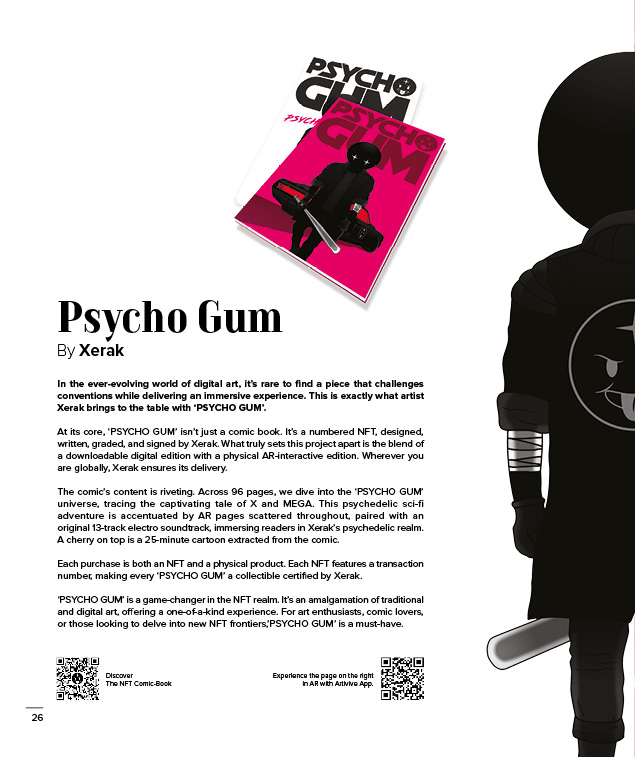 PSYCHO
GUM
PSYCH
PSYCHO
GUM
Psycho Gum
By Xerak
In the ever-evolving world of digital art, it’s rare to find a piece that challenges
conventions while delivering an immersive experience. This is exactly what artist
Xerak brings to the table with ‘PSYCHO GUM’.
At its core, ‘PSYCHO GUM’ isn’t just a comic book. It’s a numbered NFT, designed,
written, graded, and signed by Xerak. What truly sets this project apart is the blend of
a downloadable digital edition with a physical AR-interactive edition. Wherever you
are globally, Xerak ensures its delivery.
The comic’s content is riveting. Across 96 pages, we dive into the ‘PSYCHO GUM’
universe, tracing the captivating tale of X and MEGA. This psychedelic sci-fi
adventure is accentuated by AR pages scattered throughout, paired with an
original 13-track electro soundtrack, immersing readers in Xerak’s psychedelic realm.
A cherry on top is a 25-minute cartoon extracted from the comic.
Each purchase is both an NFT and a physical product. Each NFT features a transaction
number, making every ‘PSYCHO GUM’ a collectible certified by Xerak.
‘PSYCHO GUM’ is a game-changer in the NFT realm. It’s an amalgamation of traditional
and digital art, offering a one-of-a-kind experience. For art enthusiasts, comic lovers,
or those looking to delve into new NFT frontiers,‘PSYCHO GUM’ is a must-have.
Discover
The NFT Comic-Book
Experience the page on the right
in AR with Artivive App.
26